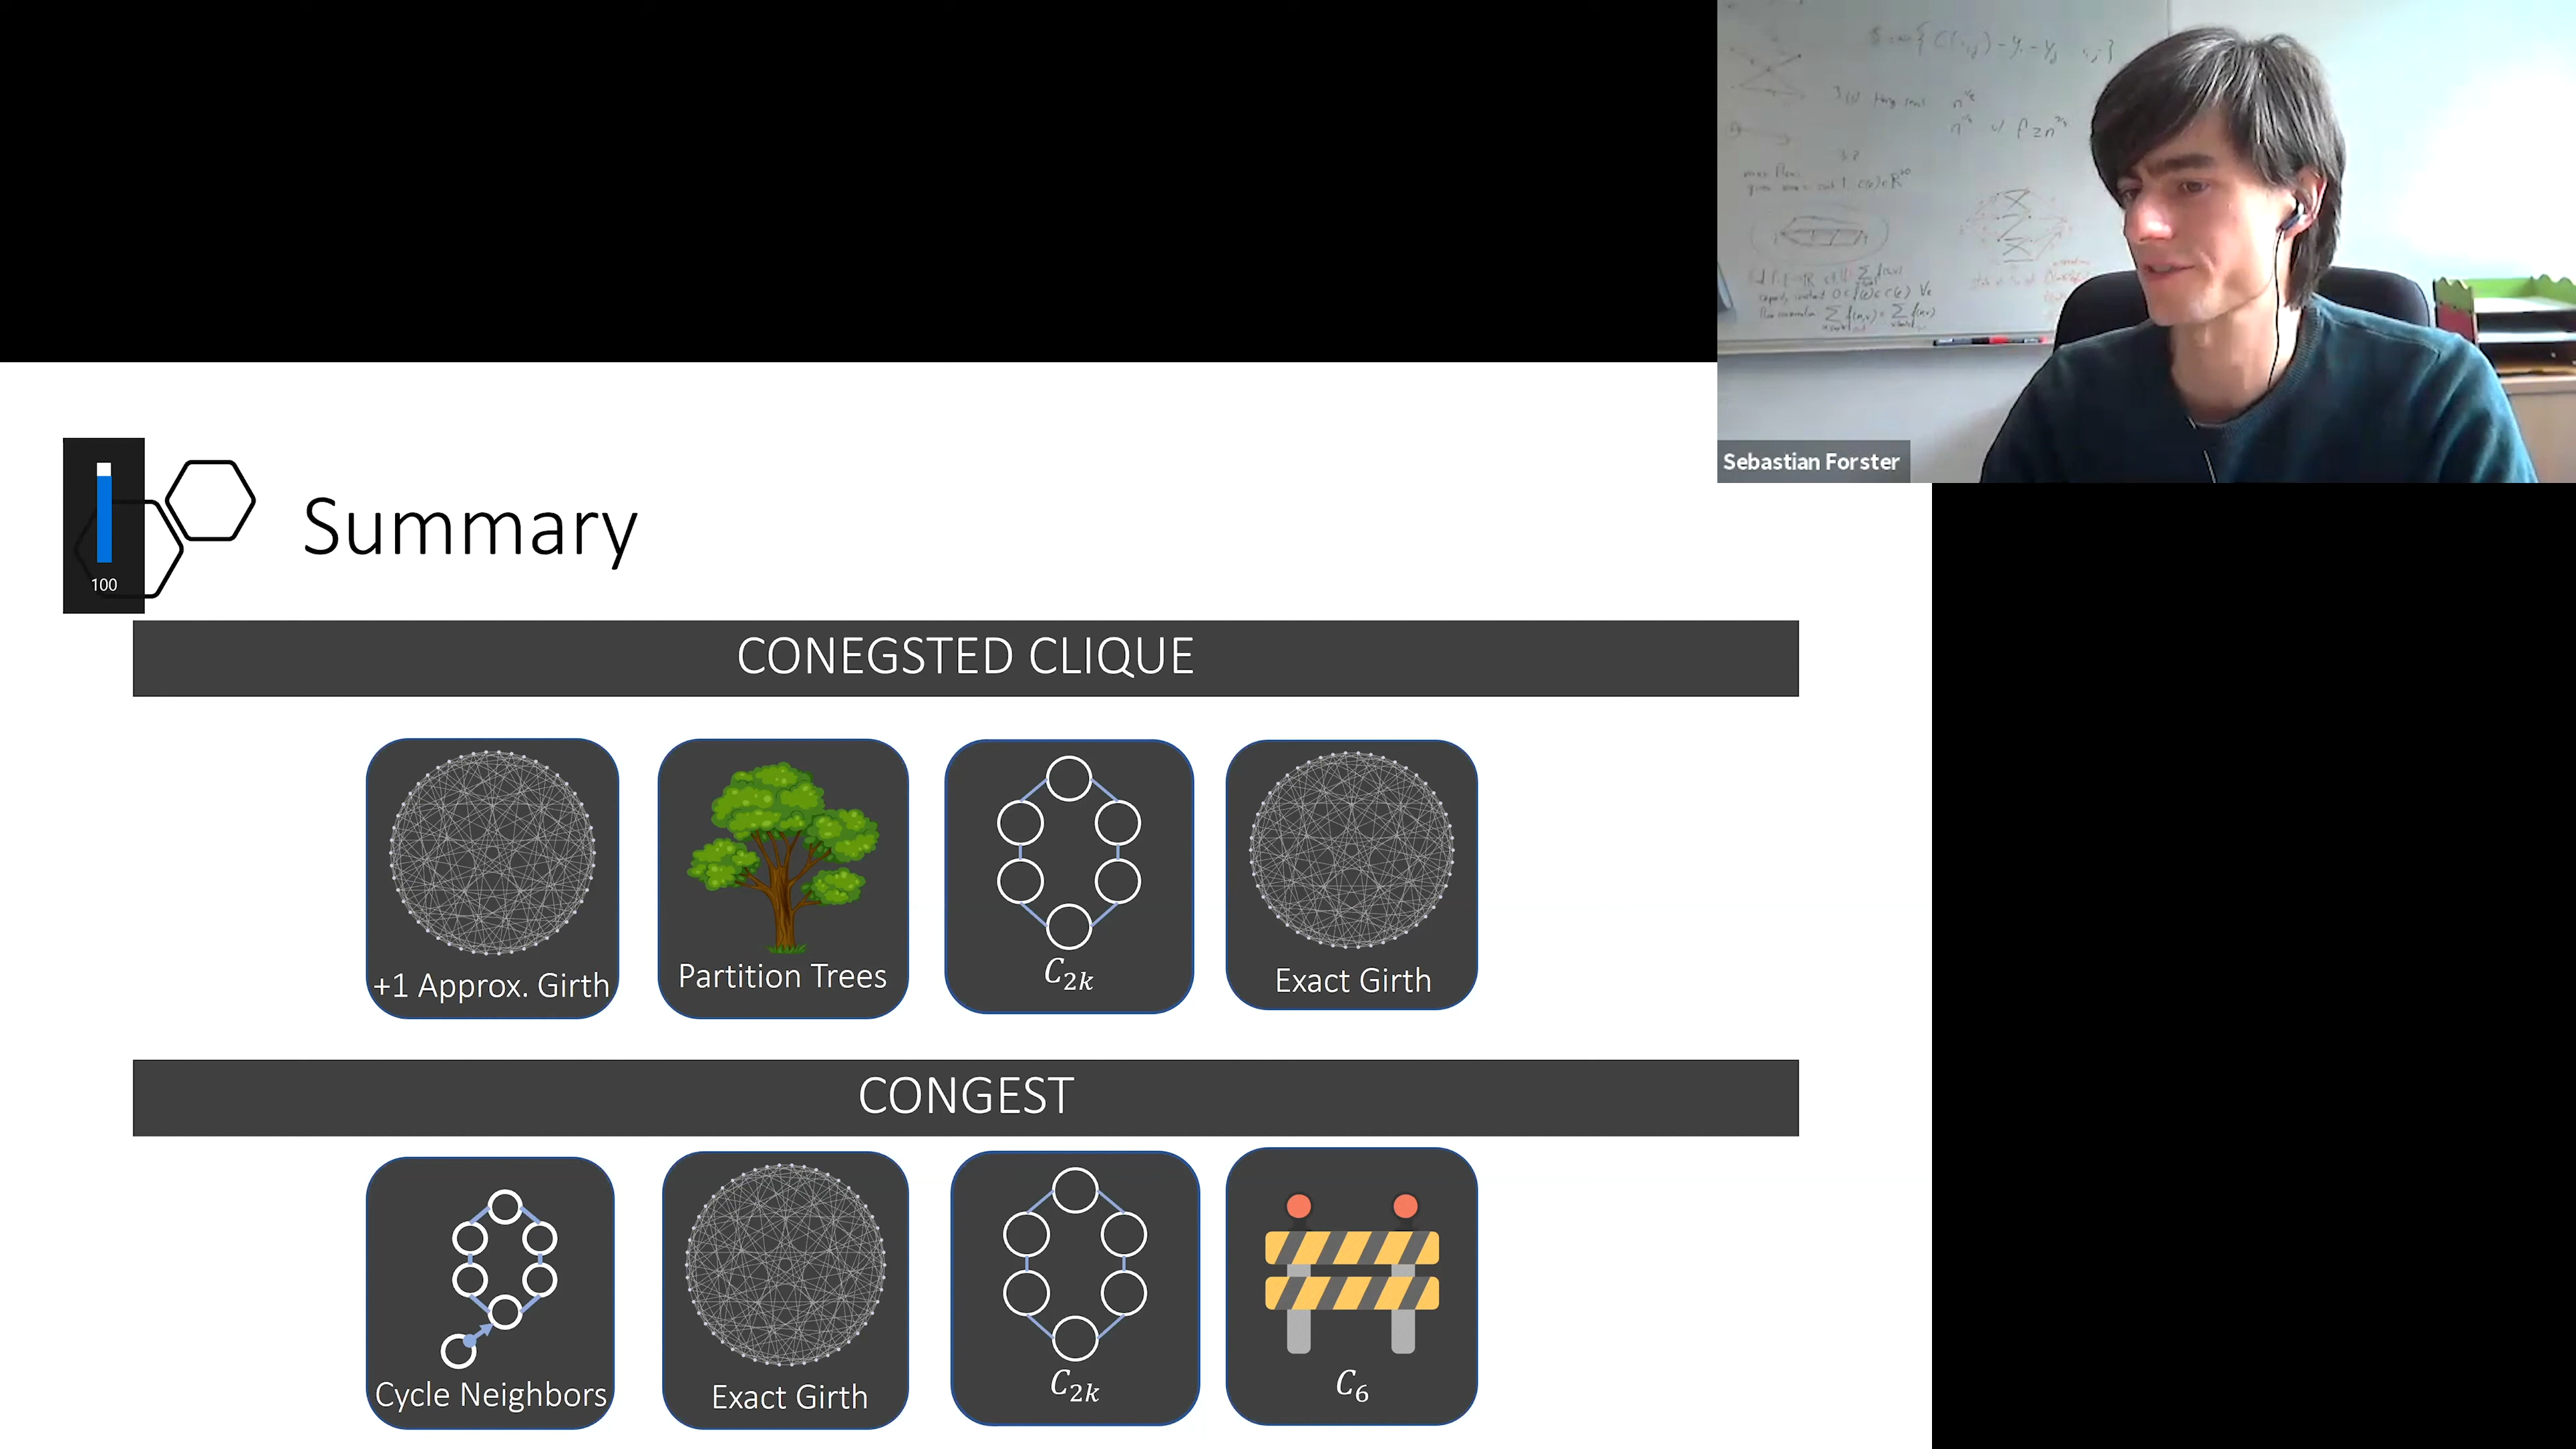 Sebastian Forster
100
Summary
CONEGSTED CLIQUE
+1 Approx. Girth
Partition Trees
C₂ₖ
Exact Girth
CONGEST
Cycle Neighbors
Exact Girth
C₂ₖ
C₆